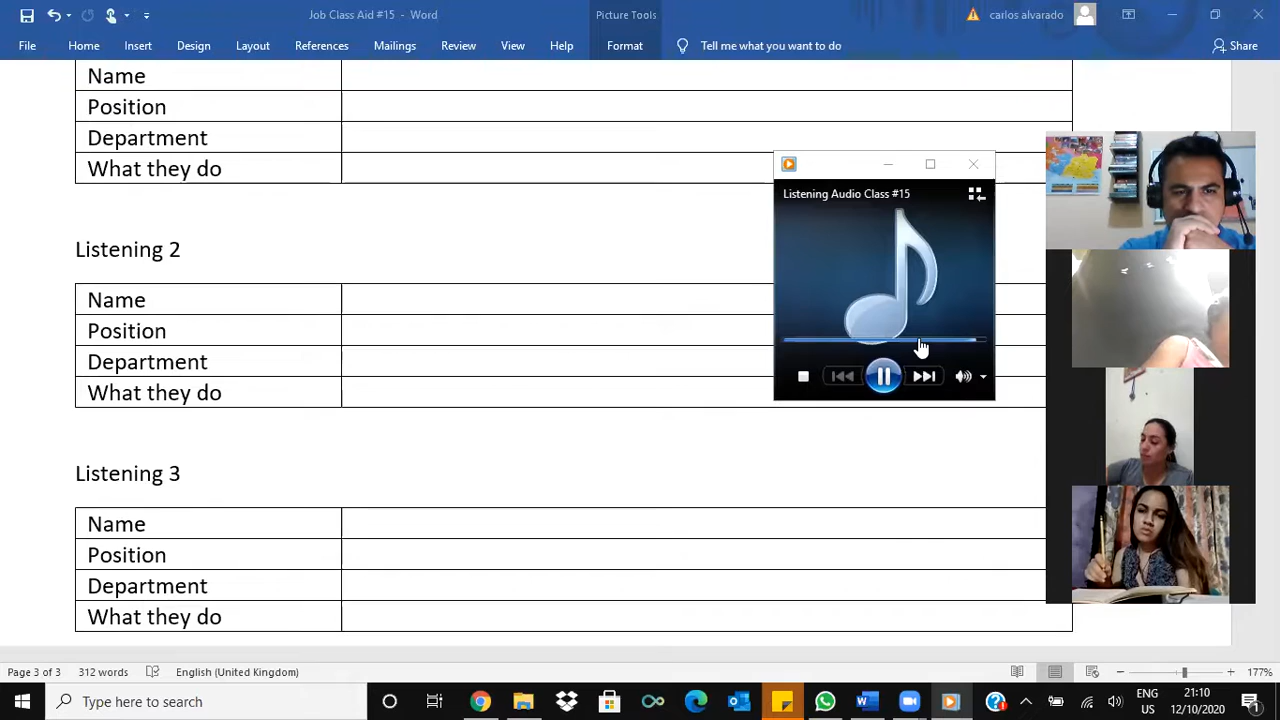 Job Class Aid #15 - Word
Picture Tools
carlos alvarado
File Home Insert Design Layout References Mailings Review View Help Format Tell me what you want to do Share
Name
Position
Department
What they do
Listening Audio Class #15
Listening 2
Name
Position
Department
What they do
Listening 3
Name
Position
Department
What they do
Page 3 of 3 312 words English (United Kingdom) 177%
Type here to search
ENG
US
21:10
12/10/2020
1